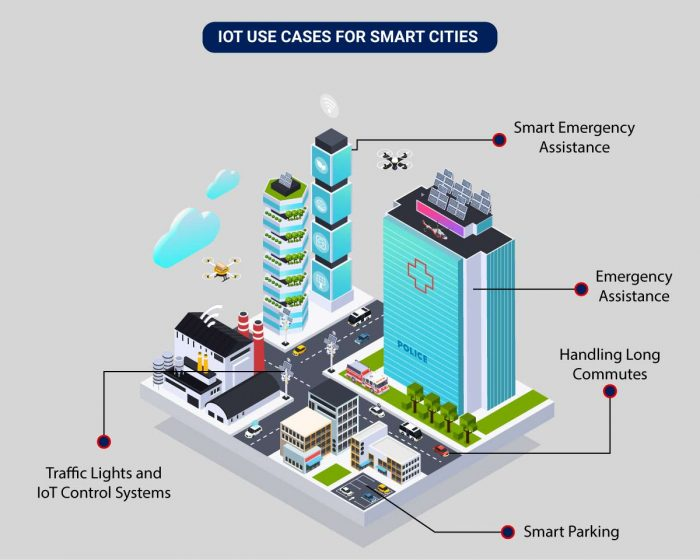 IOT USE CASES FOR SMART CITIES
Smart Emergency
Assistance
Emergency
Assistance
POLICE
Handling Long
Commutes
Traffic Lights and
IoT Control Systems
Smart Parking